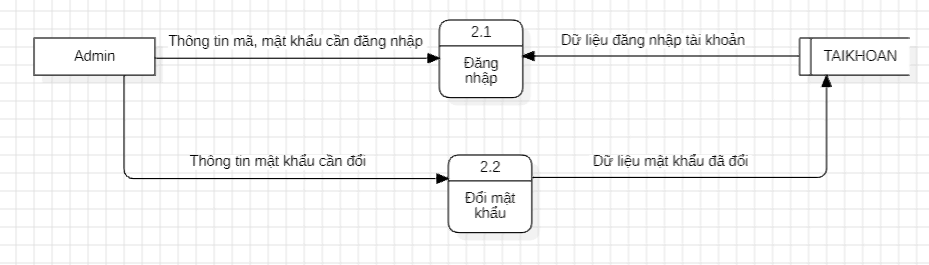 2.1
Thông tin mã, mật khẩu cần đăng nhập
Dữ liệu đăng nhập tài khoản
Admin
Đăng
nhập
TAIKHOAN
Thông tin mật khẩu cần đổi
2.2
Dữ liệu mật khẩu đã đổi
Đổi mật
khẩu